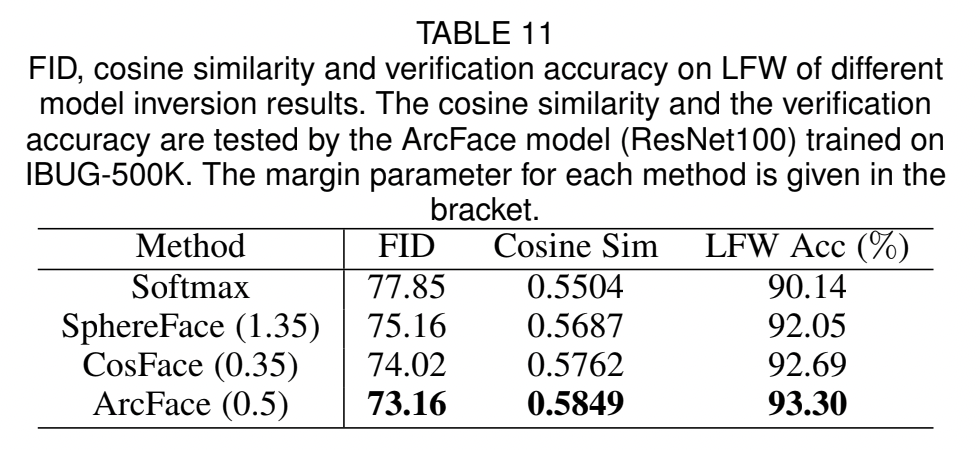 TABLE 11
FID, cosine similarity and verification accuracy on LFW of different
model inversion results. The cosine similarity and the verification
accuracy are tested by the ArcFace model (ResNet100) trained on
IBUG-500K. The margin parameter for each method is given in the
bracket.
Method FID Cosine Sim LFW Acc (%)
Softmax 77.85 0.5504 90.14
SphereFace (1.35) 75.16 0.5687 92.05
CosFace (0.35) 74.02 0.5762 92.69
ArcFace (0.5) 73.16 0.5849 93.30